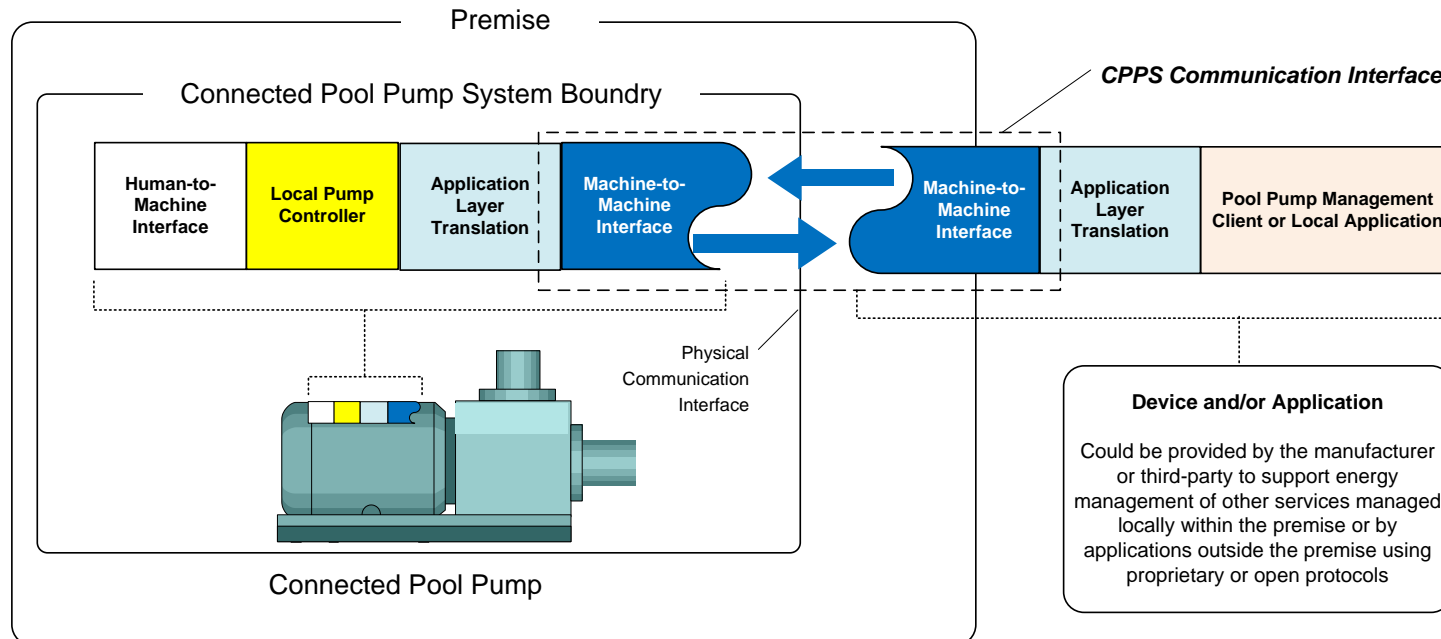 Premise
CPPS Communication Interface
Connected Pool Pump System Boundry
Human-to-
Machine
Interface
Local Pump
Controller
Application
Layer
Translation
Machine-to-
Machine
Interface
Machine-to-
Machine
Interface
Application
Layer
Translation
Pool Pump Management
Client or Local Application
Physical
Communication
Interface
Device and/or Application
Could be provided by the manufacturer
or third-party to support energy
management of other services managed
locally within the premise or by
applications outside the premise using
proprietary or open protocols
Connected Pool Pump